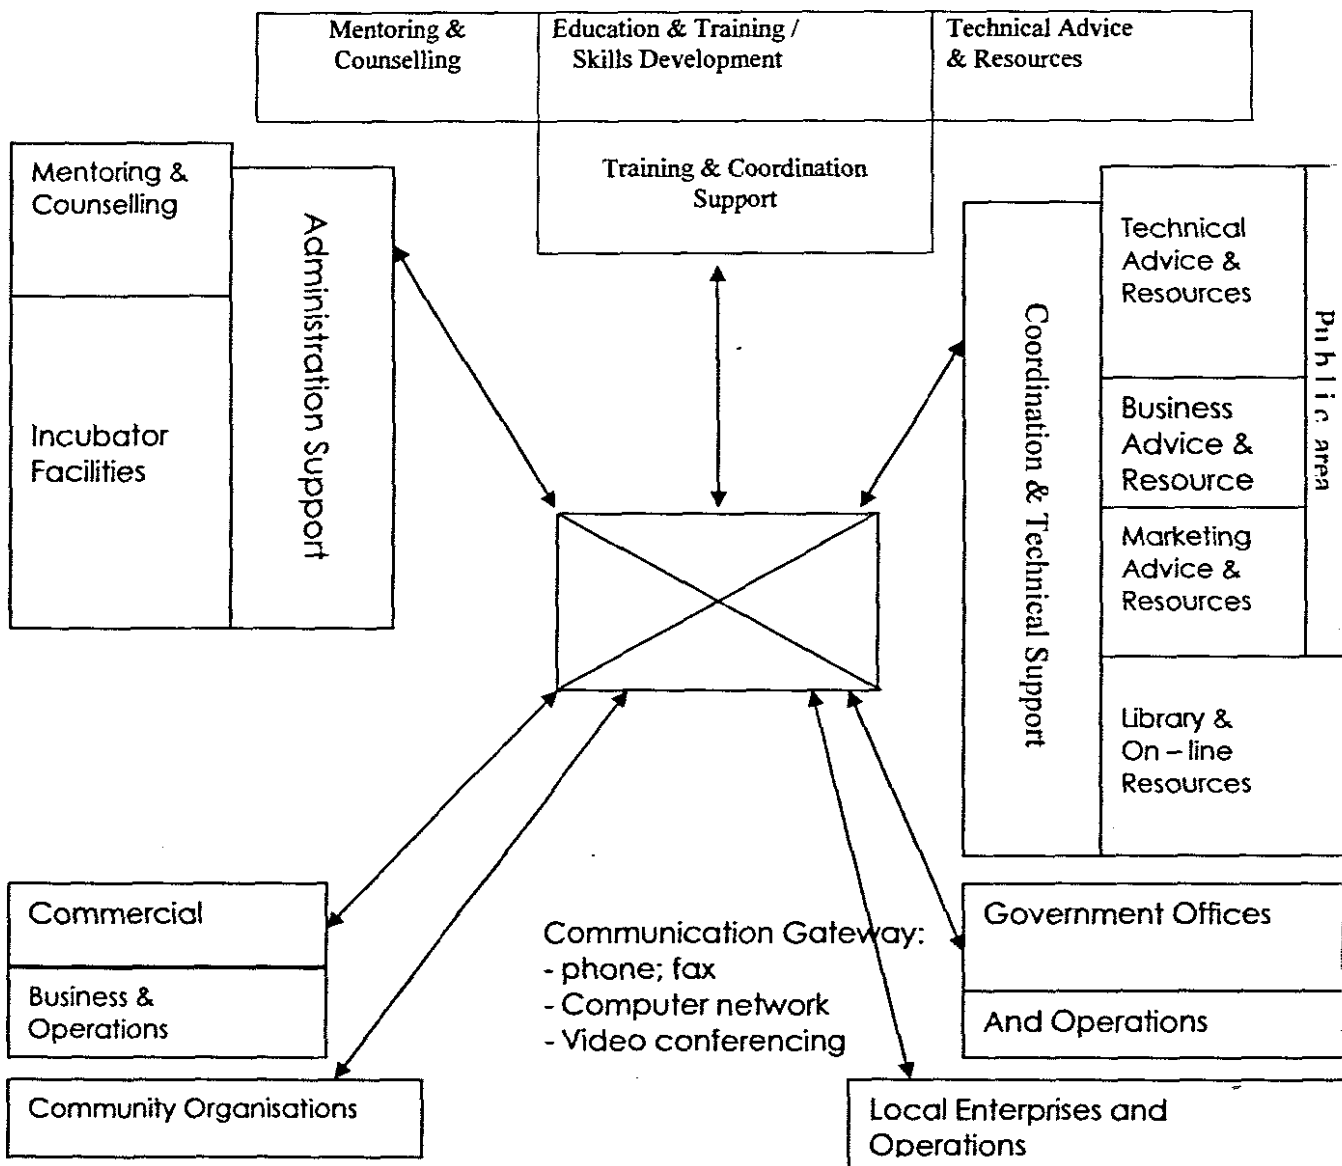 Mentoring &
Counselling
Education & Training /
Skills Development
Technical Advice
& Resources
Training & Coordination
Support
Mentoring &
Counselling
Incubator
Facilities
Administration Support
Coordination & Technical Support
Technical
Advice &
Resources
Business
Advice &
Resource
Marketing
Advice &
Resources
Library &
On – line
Resources
Public area
Commercial
Business &
Operations
Community Organisations
Communication Gateway:
- phone; fax
- Computer network
- Video conferencing
Government Offices
And Operations
Local Enterprises and
Operations